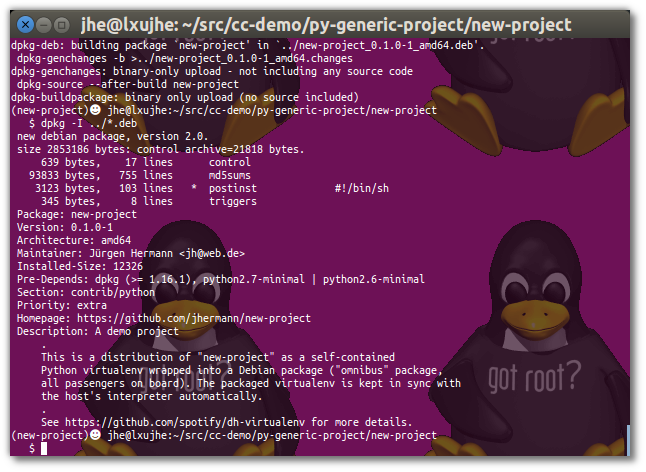 jhe@lxujhe: ~/src/cc-demo/py-generic-project/new-project
dpkg-deb: building package `new-project' in `../new-project_0.1.0-1_amd64.deb'.
dpkg-genchanges -b >../new-project_0.1.0-1_amd64.changes
dpkg-genchanges: binary-only upload - not including any source code
dpkg-source --after-build new-project
dpkg-buildpackage: binary only upload (no source included)
(new-project)☻ jhe@lxujhe:~/src/cc-demo/py-generic-project/new-project
$ dpkg -I ../*.deb
new debian package, version 2.0.
size 2853186 bytes: control archive=21818 bytes.
639 bytes, 17 lines control
93833 bytes, 755 lines md5sums
3123 bytes, 103 lines * postinst #!/bin/sh
345 bytes, 8 lines triggers
Package: new-project
Version: 0.1.0-1
Architecture: amd64
Maintainer: Jürgen Hermann <jh@web.de>
Installed-Size: 12326
Pre-Depends: dpkg (>= 1.16.1), python2.7-minimal | python2.6-minimal
Section: contrib/python
Priority: extra
Homepage: https://github.com/jhermann/new-project
Description: A demo project
.
This is a distribution of "new-project" as a self-contained
Python virtualenv wrapped into a Debian package ("omnibus" package,
all passengers on board). The packaged virtualenv is kept in sync with
the host's interpreter automatically.
.
See https://github.com/spotify/dh-virtualenv for more details.
(new-project)☻ jhe@lxujhe:~/src/cc-demo/py-generic-project/new-project
$
got root?
got root?